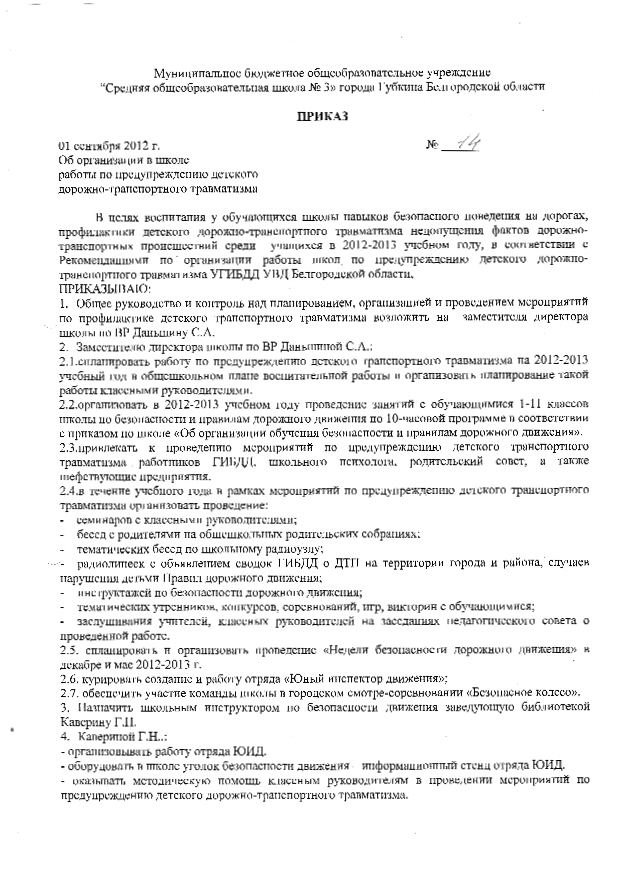 Муниципальное бюджетное общеобразовательное учреждение
"Средняя общеобразовательная школа № 3» города Губкина Белгородской области
ПРИКАЗ
01 сентября 2012 г. № 14
Об организации в школе
работы по предупреждению детского
дорожно-транспортного травматизма
В целях воспитания у обучающихся школы навыков безопасного поведения на дорогах,
профилактики детского дорожно-транспортного травматизма недопущения фактов дорожно-
транспортных происшествий среди учащихся в 2012-2013 учебном году, в соответствии с
Рекомендациями по организации работы школ по предупреждению детского дорожно-
транспортного травматизма УГИБДД УВД Белгородской области,
ПРИКАЗЫВАЮ:
1. Общее руководство и контроль над планированием, организацией и проведением мероприятий
по профилактике детского транспортного травматизма возложить на заместителя директора
школы по ВР Даньшину С.А.
2. Заместителю директора школы по ВР Даньшиной С.А.:
2.1.спланировать работу по предупреждению детского транспортного травматизма на 2012-2013
учебный год в общешкольном плане воспитательной работы и организовать планирование такой
работы классными руководителями.
2.2.организовать в 2012-2013 учебном году проведение занятий с обучающимися 1-11 классов
школы по безопасности и правилам дорожного движения по 10-часовой программе в соответствии
с приказом по школе «Об организации обучения безопасности и правилам дорожного движения».
2.3.привлекать к проведению мероприятий по предупреждению детского транспортного
травматизма работников ГИБДД, школьного психолога, родительский совет, а также
шефствующие предприятия.
2.4.в течение учебного года в рамках мероприятий по предупреждению детского транспортного
травматизма организовать проведение:
- семинаров с классными руководителями;
- бесед с родителями на общешкольных родительских собраниях;
- тематических бесед по школьному радиоузлу;
- радиолинеек с объявлением сводок ГИБДД о ДТП на территории города и района, случаев
нарушения детьми Правил дорожного движения;
- инструктажей по безопасности дорожного движения;
- тематических утренников, конкурсов, соревнований, игр, викторин с обучающимися;
- заслушивания учителей, классных руководителей на заседаниях педагогического совета о
проведенной работе.
2.5. спланировать и организовать проведение «Недели безопасности дорожного движения» в
декабре и мае 2012-2013 г.
2.6. курировать создание и работу отряда «Юный инспектор движения»;
2.7. обеспечить участие команды школы в городском смотре-соревновании «Безопасное колесо».
3. Назначить школьным инструктором по безопасности движения заведующую библиотекой
Каверину Г.Н.
4. Кавериной Г.Н..:
- организовывать работу отряда ЮИД.
- оборудовать в школе уголок безопасности движения информационный стенд отряда ЮИД.
- оказывать методическую помощь классным руководителям в проведении мероприятий по
предупреждению детского дорожно-транспортного травматизма.